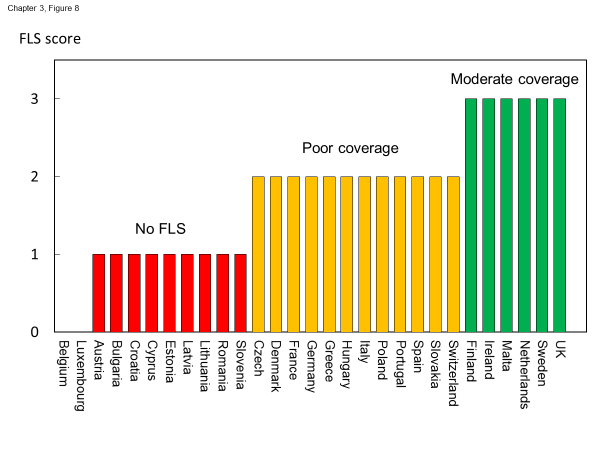 Chapter 3, Figure 8
FLS score
Moderate coverage
3
Poor coverage
2
No FLS
1
0
Belgium
Luxembourg
Austria
Bulgaria
Croatia
Cyprus
Estonia
Latvia
Lithuania
Romania
Slovenia
Czech
Denmark
France
Germany
Greece
Hungary
Italy
Poland
Portugal
Spain
Slovakia
Switzerland
Finland
Ireland
Malta
Netherlands
Sweden
UK